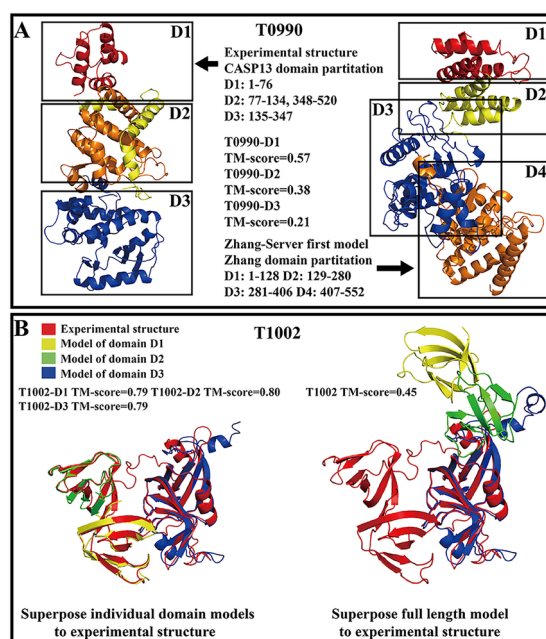 A
T0990
D1
D2
D3
Experimental structure
CASP13 domain partitation
D1: 1-76
D2: 77-134, 348-520
D3: 135-347
T0990-D1
TM-score=0.57
T0990-D2
TM-score=0.38
T0990-D3
TM-score=0.21
Zhang-Server first model
Zhang domain partitation
D1: 1-128 D2: 129-280
D3: 281-406 D4: 407-552
D1
D2
D3
D4
B
T1002
Experimental structure
Model of domain D1
Model of domain D2
Model of domain D3
T1002-D1 TM-score=0.79 T1002-D2 TM-score=0.80
T1002-D3 TM-score=0.79
T1002 TM-score=0.45
Superpose individual domain models
to experimental structure
Superpose full length model
to experimental structure